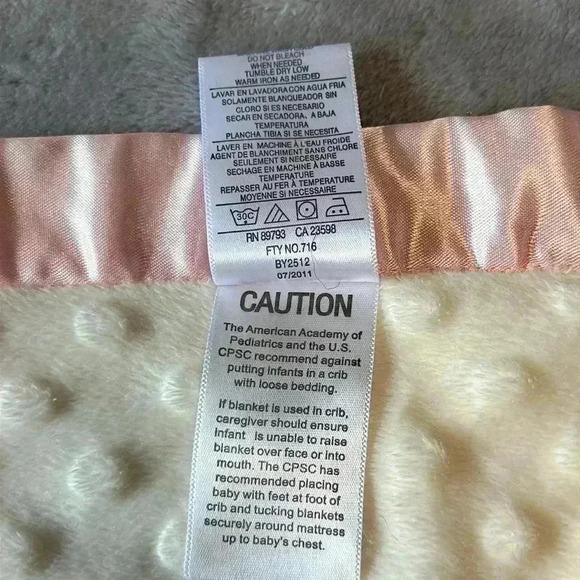 DO NOT BLEACH
WHEN NEEDED
TUMBLE DRY LOW
WARM IRON AS NEEDED
LAVAR EN LAVADORA CON AGUA FRIA
SOLAMENTE BLANQUEADOR SIN
CLORO SI ES NECESARIO
SECAR EN SECADORA. A BAJA
TEMPERATURA
PLANCHA TIBIA SI SE NECESITA
LAVER EN MACHINE À L'EAU FROIDE
AGENT DE BLANCHIMENT SANS CHLORE
SEULEMENT SI NÉCESSAIRE
SECHAGE EN MACHINE À BASSE
TEMPÉRATURE
REPASSER AU FER À TEMPÉRATURE
MOYENNE SI NÉCESSAIRE
30C
RN 89793 CA 23598
FTY NO.716
BY2512
07/2011
CAUTION
The American Academy of
Pediatrics and the U.S.
CPSC recommend against
putting infants in a crib
with loose bedding.
If blanket is used in crib,
caregiver should ensure
Infant is unable to raise
blanket over face or into
mouth. The CPSC has
recommended placing
baby with feet at foot of
crib and tucking blankets
securely around mattress
up to baby's chest.